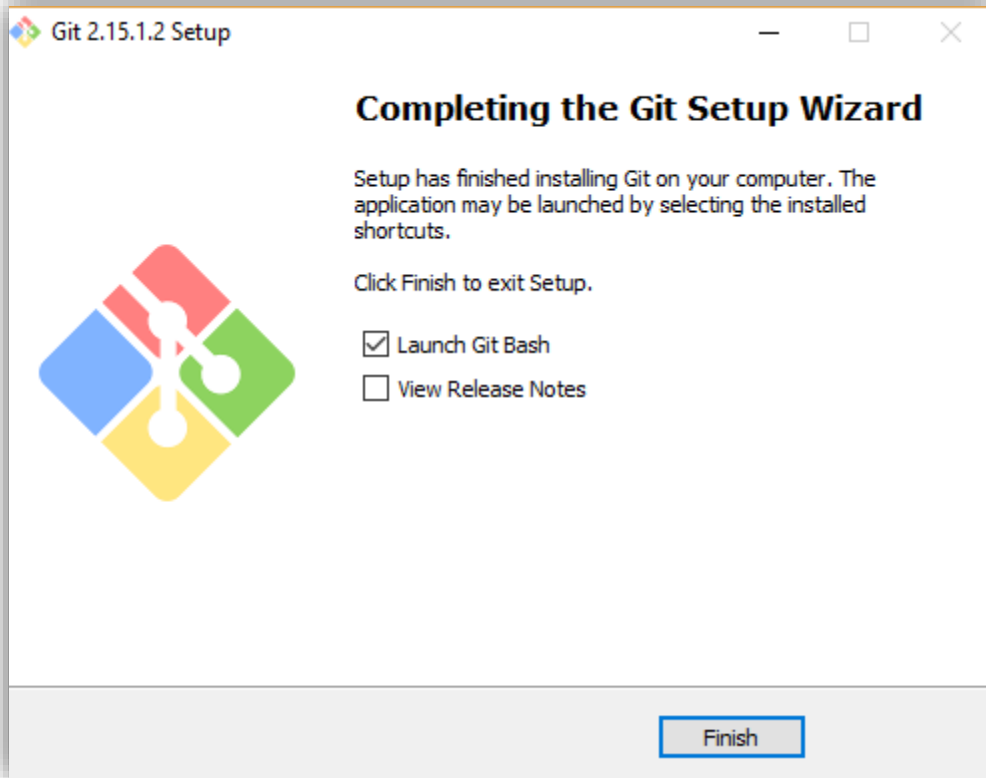 Git 2.15.1.2 Setup
Completing the Git Setup Wizard
Setup has finished installing Git on your computer. The
application may be launched by selecting the installed
shortcuts.
Click Finish to exit Setup.
Launch Git Bash
View Release Notes
Finish